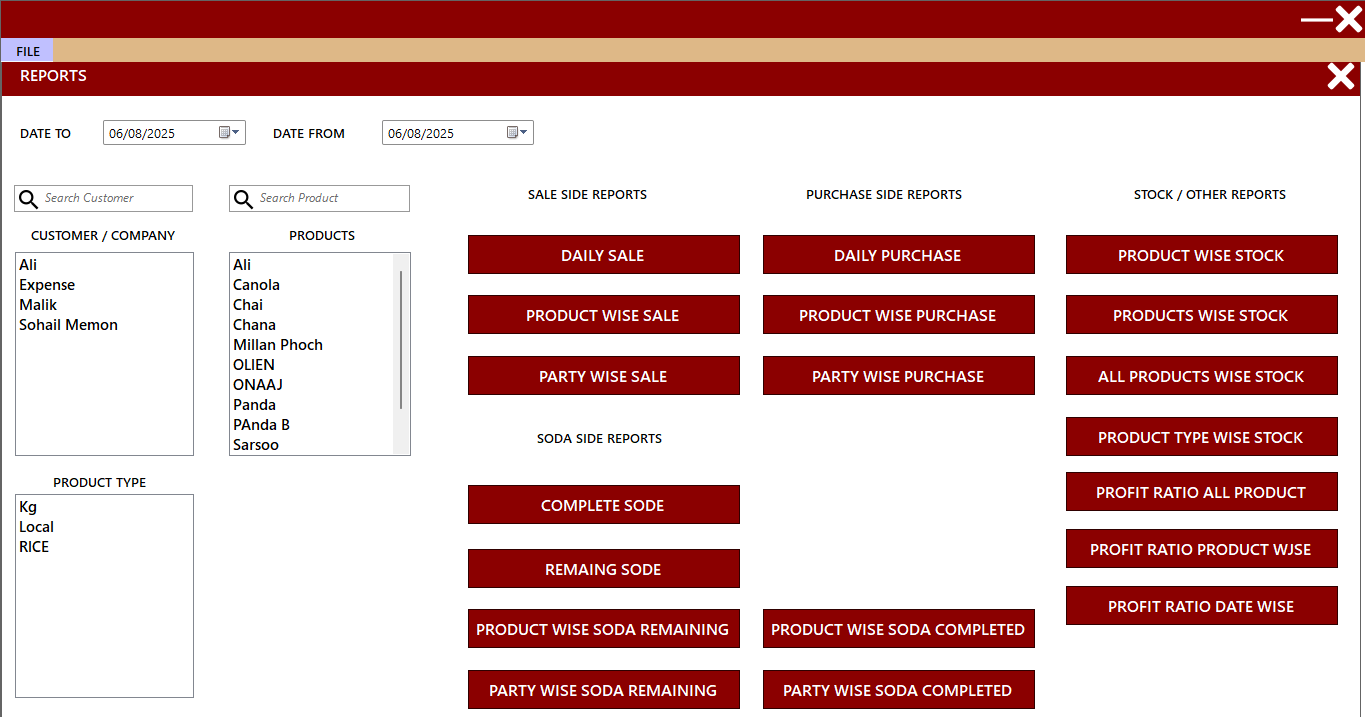 FILE
REPORTS
DATE TO 06/08/2025 DATE FROM 06/08/2025
Search Customer
Search Product
CUSTOMER / COMPANY
Ali
Expense
Malik
Sohail Memon
PRODUCTS
Ali
Canola
Chai
Chana
Millan Phoch
OLIEN
ONAAJ
Panda
PAnda B
Sarsoo
PRODUCT TYPE
Kg
Local
RICE
SALE SIDE REPORTS
DAILY SALE
PRODUCT WISE SALE
PARTY WISE SALE
SODA SIDE REPORTS
COMPLETE SODE
REMAING SODE
PRODUCT WISE SODA REMAINING
PARTY WISE SODA REMAINING
PURCHASE SIDE REPORTS
DAILY PURCHASE
PRODUCT WISE PURCHASE
PARTY WISE PURCHASE
PRODUCT WISE SODA COMPLETED
PARTY WISE SODA COMPLETED
STOCK / OTHER REPORTS
PRODUCT WISE STOCK
PRODUCTS WISE STOCK
ALL PRODUCTS WISE STOCK
PRODUCT TYPE WISE STOCK
PROFIT RATIO ALL PRODUCT
PROFIT RATIO PRODUCT WJSE
PROFIT RATIO DATE WISE